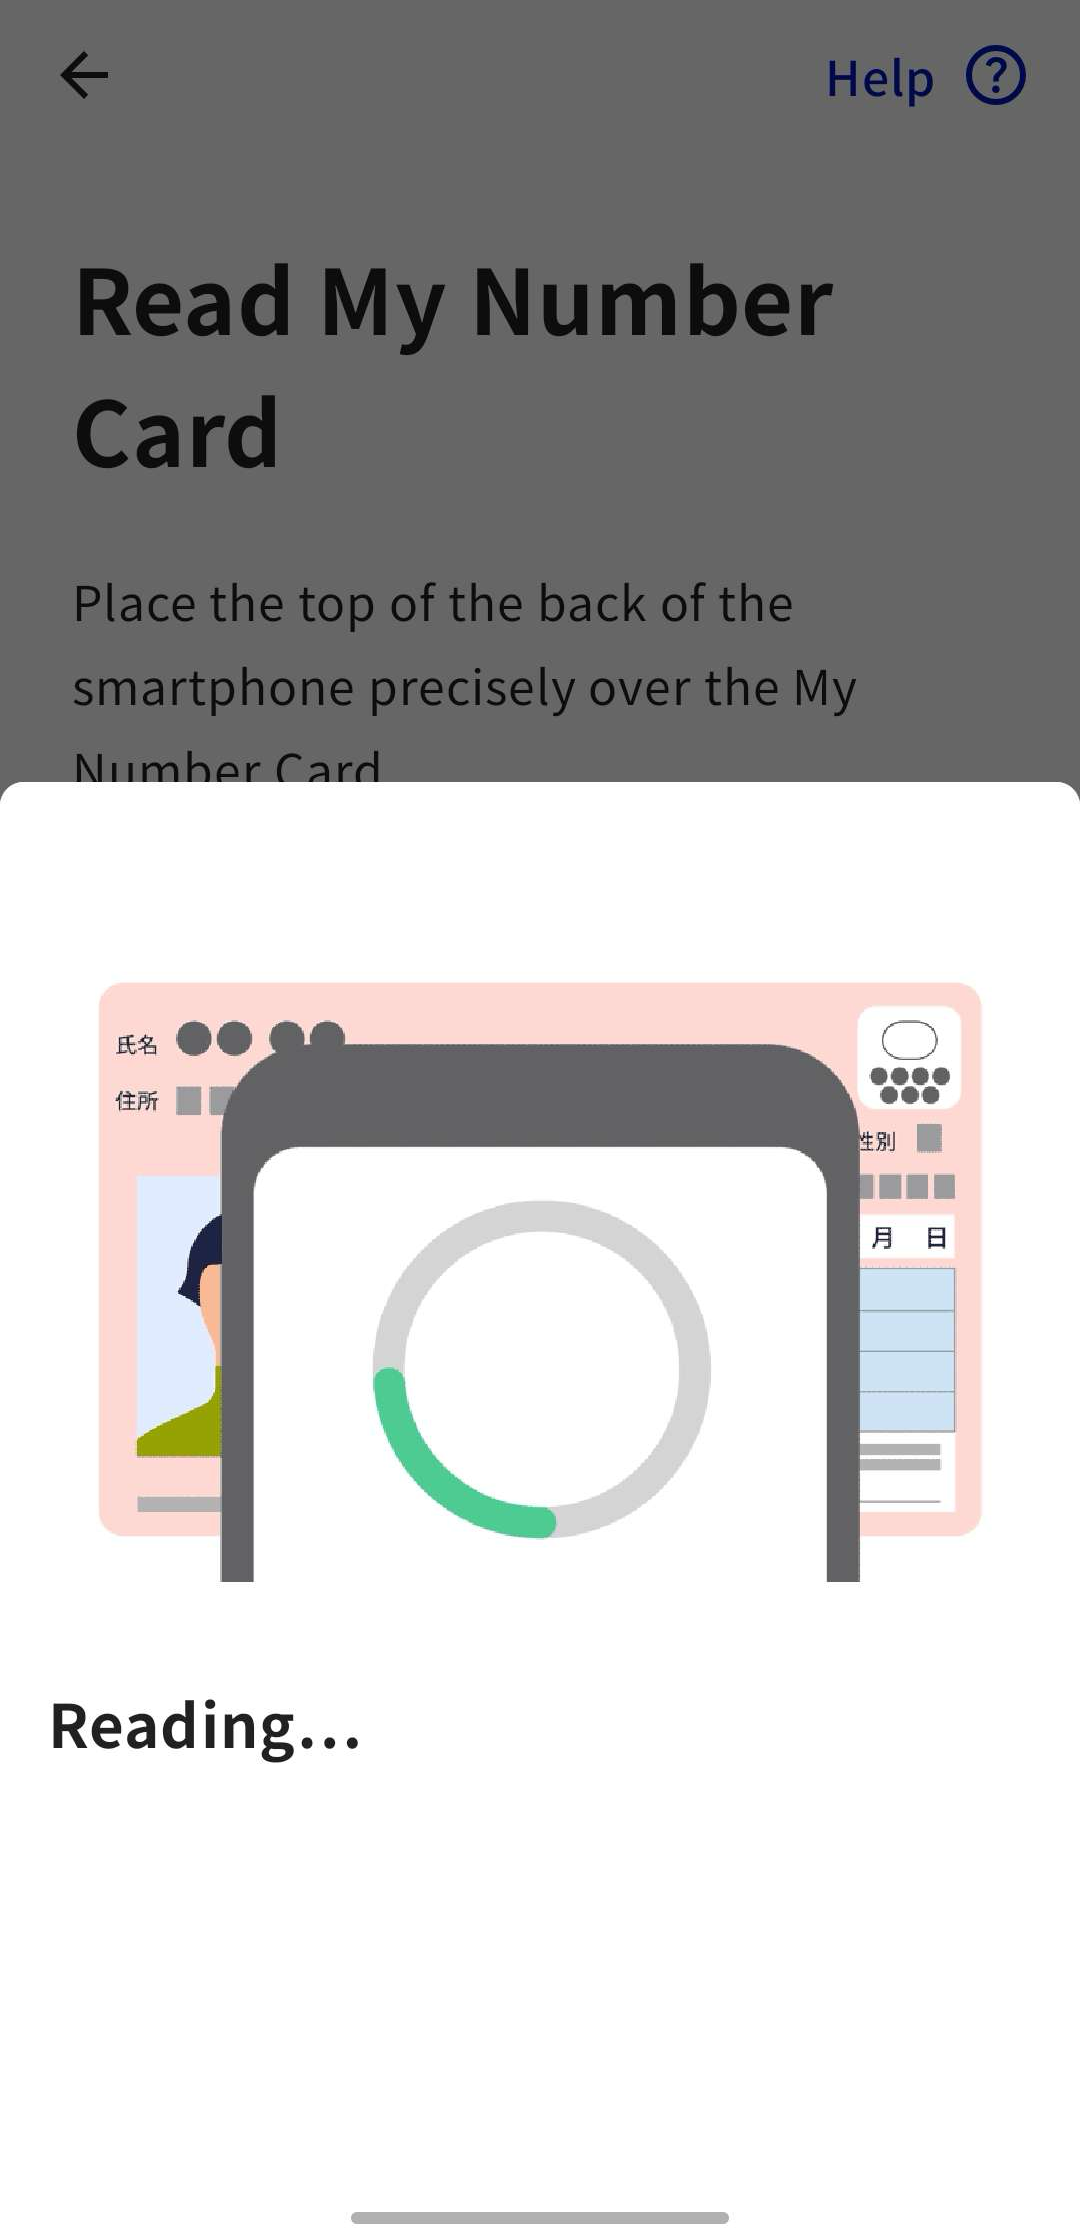 Help
Read My Number
Card
Place the top of the back of the
smartphone precisely over the My
Number Card
氏名
住所
性別
月 日
Reading...